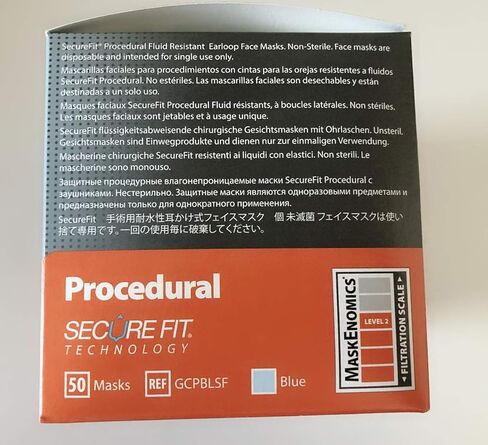 SecureFit® Procedural Fluid Resistant Earloop Face Masks. Non-Sterile. Face masks are
disposable and intended for single use only.
Mascarillas faciales para procedimientos con cintas para las orejas resistentes a fluidos
SecureFit Procedural. No estériles. Las mascarillas faciales son desechables y están
destinadas a un solo uso.
Masques faciaux SecureFit Procedural Fluid résistants, à boucles latérales. Non stériles.
Les masques faciaux sont jetables et à usage unique.
SecureFit flüssigkeitsabweisende chirurgische Gesichtsmasken mit Ohrlaschen. Unsteril.
Gesichtsmasken sind Einwegprodukte und dienen nur zur einmaligen Verwendung.
Mascherine chirurgiche SecureFit resistenti ai liquidi con elastici. Non sterili. Le
mascherine sono monouso.
Защитные процедурные влагонепроницаемые маски SecureFit Procedural с
заушниками. Нестерильно. Защитные маски являются одноразовыми предметами и
предназначены только для однократного применения.
SecureFit 手術用耐水性耳かけ式フェイスマスク 個 未滅菌 フェイスマスクは使い
捨て専用です。一回の使用毎に破棄してください。
Procedural
SECURE FIT®
TECHNOLOGY
50 Masks REF GCPBLSF Blue
MASKENOMICS™
LEVEL 2
FILTRATION SCALE